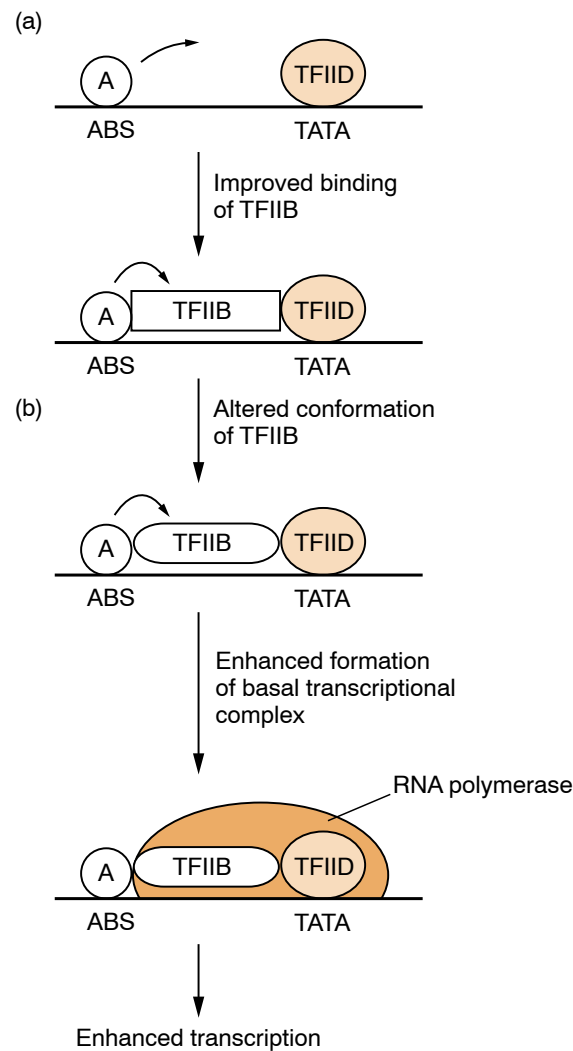 (a)
A TFIID
ABS TATA
Improved binding
of TFIIB
A TFIIB TFIID
ABS TATA
(b)
Altered conformation
of TFIIB
A TFIIB TFIID
ABS TATA
Enhanced formation
of basal transcriptional
complex
RNA polymerase
A TFIIB TFIID
ABS TATA
Enhanced transcription